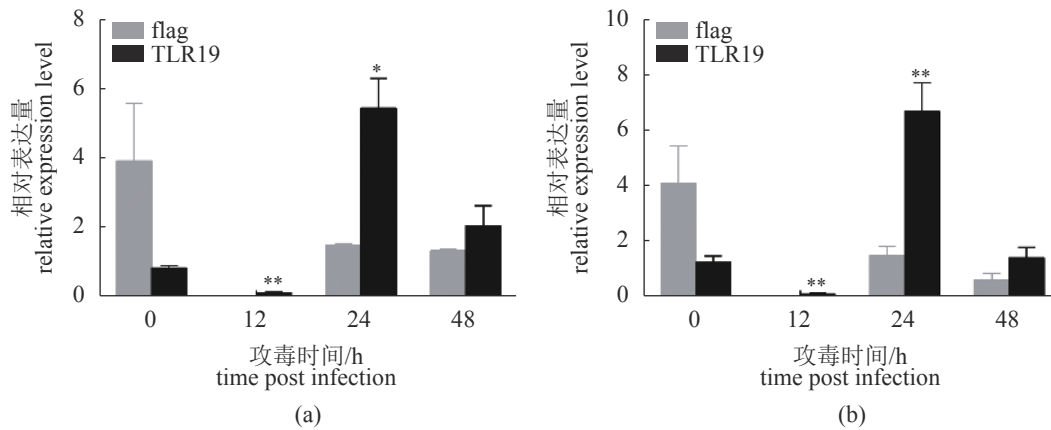 相对表达量
relative expression level
8
6
4
2
0
flag
TLR19
**
*
0
12
24
48
攻毒时间/h
time post infection
(a)
相对表达量
relative expression level
10
8
6
4
2
0
flag
TLR19
**
**
0
12
24
48
攻毒时间/h
time post infection
(b)